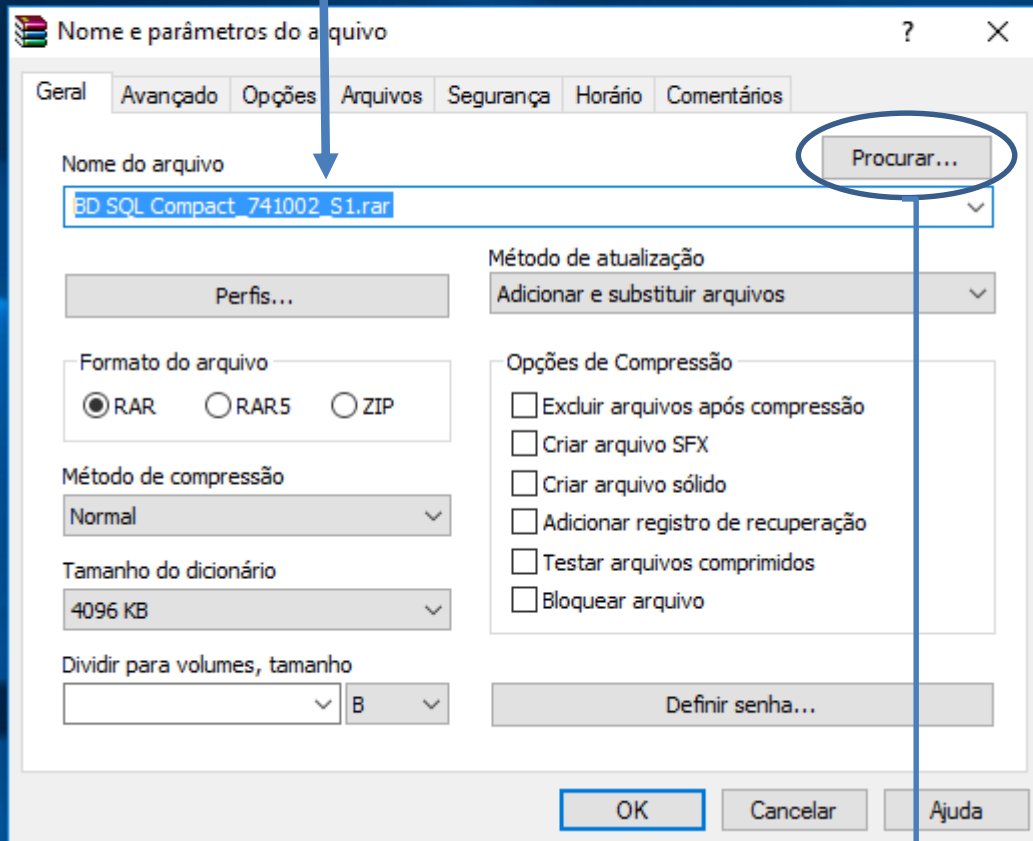 Nome e parâmetros do arquivo ?
Geral Avançado Opções Arquivos Segurança Horário Comentários
Procurar...
Nome do arquivo
BD SQL Compact_741002_S1.rar
Método de atualização
Perfis...
Adicionar e substituir arquivos
Formato do arquivo
RAR RAR5 ZIP
Opções de Compressão
Excluir arquivos após compressão
Criar arquivo SFX
Criar arquivo sólido
Adicionar registro de recuperação
Testar arquivos comprimidos
Bloquear arquivo
Método de compressão
Normal
Tamanho do dicionário
4096 KB
Dividir para volumes, tamanho
B
Definir senha...
OK Cancelar Ajuda